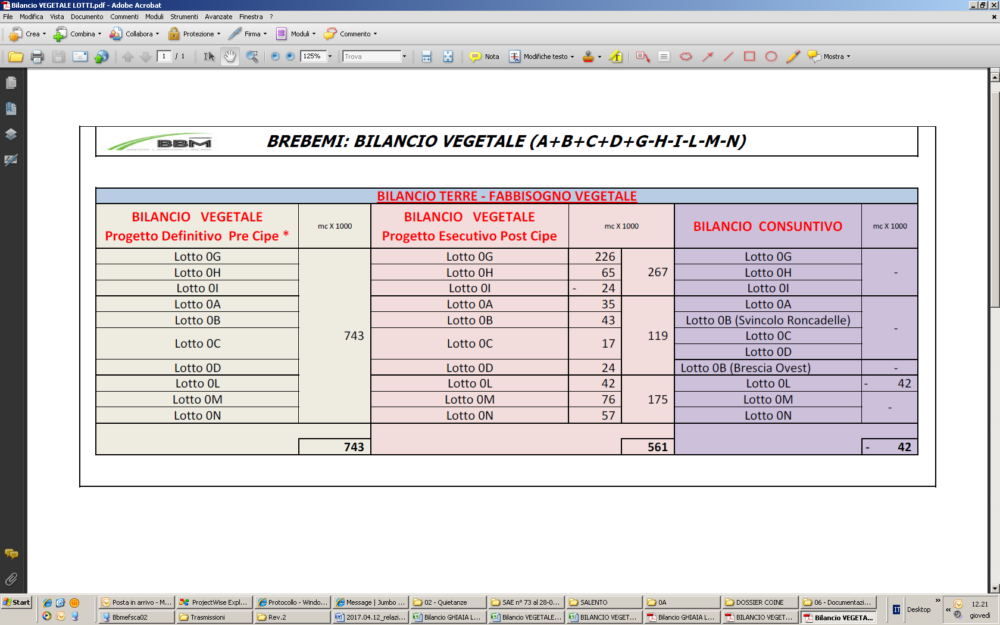 Bilancio VEGETALE LOTTI.pdf - Adobe Acrobat
File Modifica Vista Documento Commenti Moduli Strumenti Avanzate Finestra ?
Crea Combina Collabora Protezione Firma Moduli Commento
1 / 1 125% Trova Nota Modifiche testo Mostra
BBM BREBEMI: BILANCIO VEGETALE (A+B+C+D+G-H-I-L-M-N)
BILANCIO TERRE - FABBISOGNO VEGETALE
BILANCIO VEGETALE
Progetto Definitivo Pre Cipe *
mc X 1000
BILANCIO VEGETALE
Progetto Esecutivo Post Cipe
mc X 1000
BILANCIO CONSUNTIVO
mc X 1000
Lotto 0G Lotto 0G 226 Lotto 0G
Lotto 0H Lotto 0H 65 267 Lotto 0H -
Lotto 0I Lotto 0I - 24 Lotto 0I
Lotto 0A Lotto 0A 35 Lotto 0A
Lotto 0B Lotto 0B 43 Lotto 0B (Svincolo Roncadelle)
-
743 119 Lotto 0C
Lotto 0C Lotto 0C 17
Lotto 0D
Lotto 0D Lotto 0D 24 Lotto 0B (Brescia Ovest) -
Lotto 0L Lotto 0L 42 Lotto 0L - 42
Lotto 0M Lotto 0M 76 175 Lotto 0M
-
Lotto 0N Lotto 0N 57 Lotto 0N
743 561 - 42
Start Posta in arrivo - M... ProjectWise Expl... Protocollo - Windo... Message | Jumbo ... 02 - Quietanze SAE n° 73 al 28-0... SALENTO 0A DOSSIER COINE 06 - Documentazi... 12.21
IT Desktop » «
Bbmefsca02 Trasmissioni Rev.2 2017.04.12_relazi... Bilancio GHIAIA L... Bilancio VEGETALE... BILANCIO VEGET... Bilancio GHIAIA L... BILANCIO VEGET... Bilancio VEGETA... giovedì